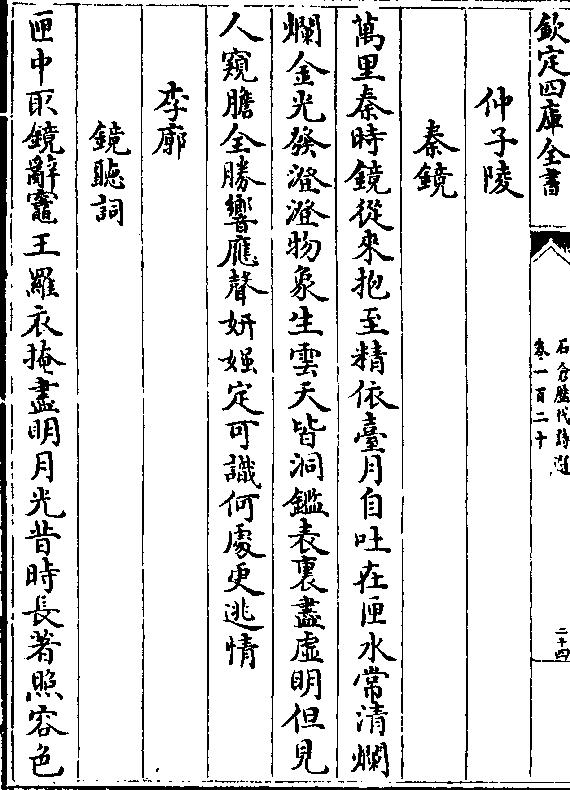 欽定四庫全書
石倉歷代詩選
卷一百二十
二十四
仲子陵
秦鏡
萬里秦時鏡從來抱至精依臺月自吐在匣水常清爛
爛金光發澄澄物象生雲天皆洞鑑表裏盡虛明但見
人窺膽全勝響應聲妍媸定可識何處更逃情
李廓
鏡聽詞
匣中取鏡辭竈王羅衣掩盡明月光昔時長著照容色